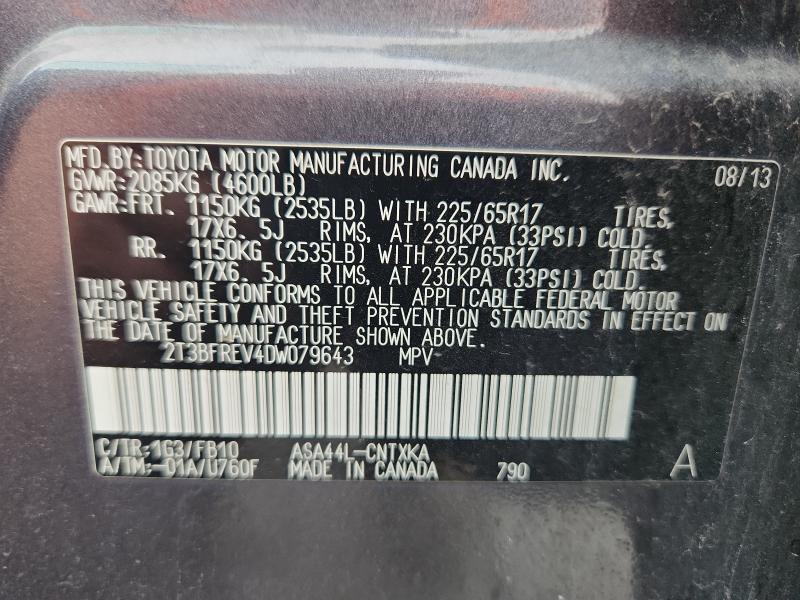 MFD.BY:TOYOTA MOTOR MANUFACTURING CANADA INC. 08/13
GVWR:2085KG (4600LB)
GAWR:FRT. 1150KG (2535LB) WITH 225/65R17 TIRES,
17X6. 5J RIMS, AT 230KPA (33PSI) COLD.
RR. 1150KG (2535LB) WITH 225/65R17 TIRES,
17X6. 5J RIMS, AT 230KPA (33PSI) COLD.
THIS VEHICLE CONFORMS TO ALL APPLICABLE FEDERAL MOTOR
VEHICLE SAFETY AND THEFT PREVENTION STANDARDS IN EFFECT ON
THE DATE OF MANUFACTURE SHOWN ABOVE.
2T3BFREV4DW079643 MPV
C/TR:1G3/FB10 ASA44L-CNTXKA
A/TM:-01A/U760F MADE IN CANADA 790 A